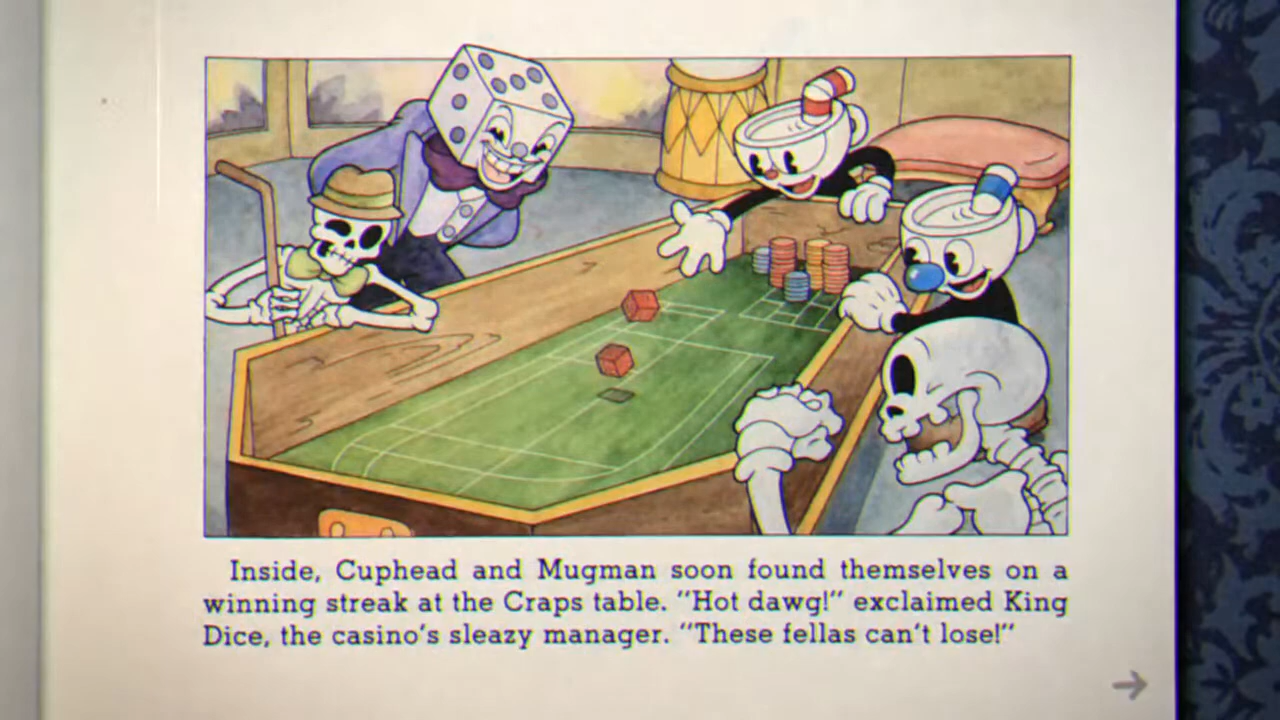 Inside, Cuphead and Mugman soon found themselves on a
winning streak at the Craps table. "Hot dawg!" exclaimed King
Dice, the casino's sleazy manager. "These fellas can't lose!"